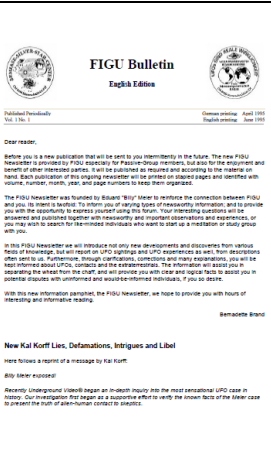 FIGU Bulletin
English Edition
Published Periodically
Vol. 1 No. 1
German printing April 1995
English printing June 1995
Dear reader,
Before you is a new publication that will be sent to you intermittently in the future. The new FIGU
Newsletter is provided by FIGU especially for Passive-Group members, but also for the enjoyment and
benefit of other interested parties. It will be published as required and according to the material on
hand. Each publication of this ongoing newsletter will be printed on stapled pages and identified with
volume, number, month, year, and page numbers to keep them organized.
The FIGU Newsletter was founded by Eduard "Billy" Meier to reinforce the connection between FIGU
and you. Its intent is twofold: To inform you of varying types of newsworthy information; and to provide
you with the opportunity to express yourself using this forum. Your interesting questions will be
answered and published together with newsworthy and important observations and experiences, or
you may wish to search for like-minded individuals who want to start up a meditation or study group
with you.
In this FIGU Newsletter we will introduce not only new developments and discoveries from various
fields of knowledge, but will report on UFO sightings and UFO experiences as well, from descriptions
often sent to us. Furthermore, through clarifications, corrections and many explanations, you will be
kept informed about UFOs, contacts and the extraterrestrials. The information will assist you in
separating the wheat from the chaff, and will provide you with clear and logical facts to assist you in
potential disputes with uninformed and would-be-informed individuals, if you so desire.
With this new information pamphlet, the FIGU Newsletter, we hope to provide you with hours of
interesting and informative reading.
Bernadette Brand
New Kal Korff Lies, Defamations, Intrigues and Libel
Here follows a reprint of a message by Kal Korff:
Billy Meier exposed!
Recently Underground Video® began an in-depth inquiry into the most sensational UFO case in
history. Our investigation first began as a supportive effort to verify the known facts of the Meier case
to present the truth of alien-human contact to skeptics.